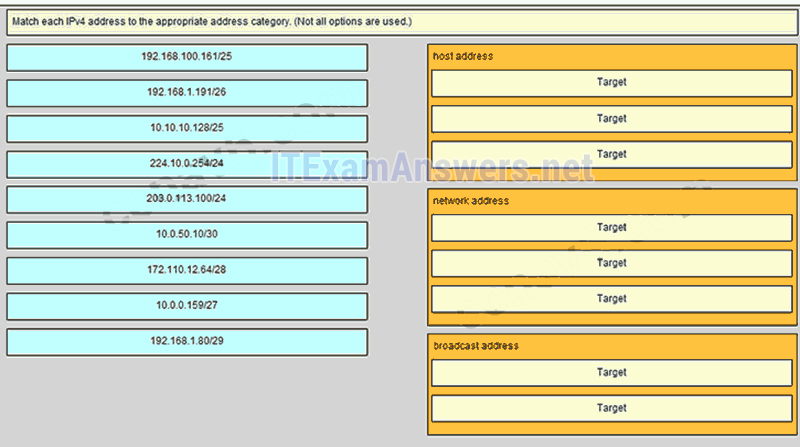 Match each IPv4 address to the appropriate address category. (Not all options are used.)
192.168.100.161/25
192.168.1.191/26
10.10.10.128/25
224.10.0.254/24
203.0.113.100/24
10.0.50.10/30
172.110.12.64/28
10.0.0.159/27
192.168.1.80/29
host address
Target
Target
Target
network address
Target
Target
Target
broadcast address
Target
Target
ITExamAnswers.net